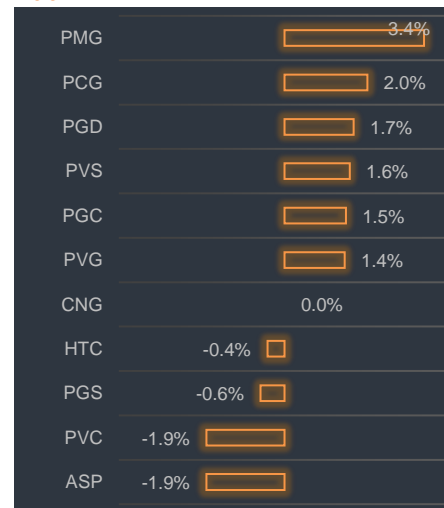 PMG 3.4%
PCG 2.0%
PGD 1.7%
PVS 1.6%
PGC 1.5%
PVG 1.4%
CNG 0.0%
HTC -0.4%
PGS -0.6%
PVC -1.9%
ASP -1.9%